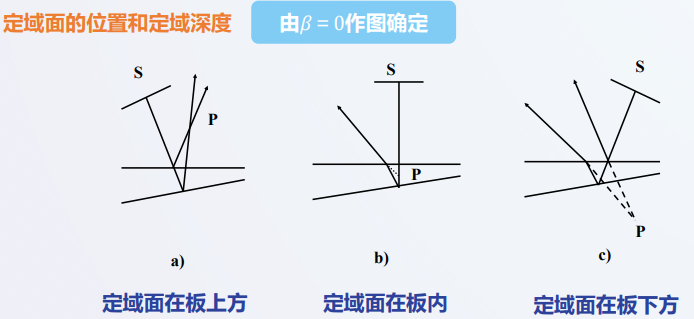 定域面的位置和定域深度
由β = 0作图确定
S
S
S
P
P
P
a)
b)
c)
定域面在板上方
定域面在板内
定域面在板下方